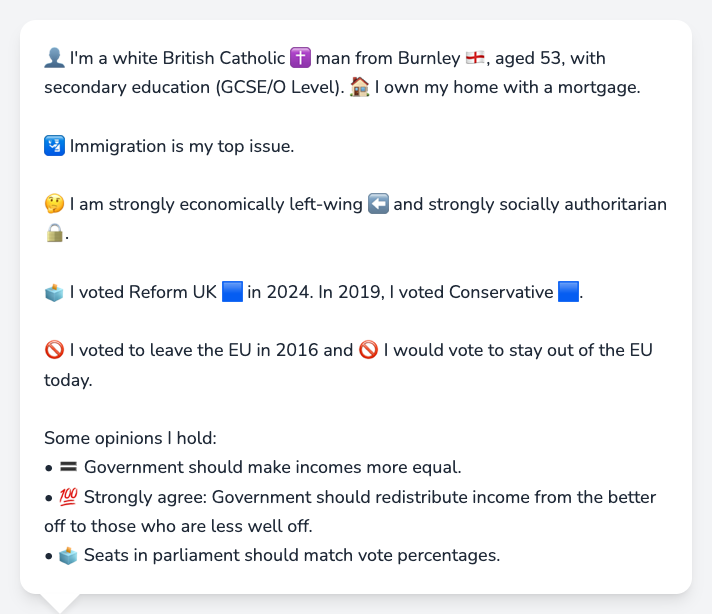 👤 I'm a white British Catholic ✝️ man from Burnley 🏴󠁧󠁢󠁥󠁮󠁧󠁿, aged 53, with
secondary education (GCSE/O Level). 🏠 I own my home with a mortgage.
🛂 Immigration is my top issue.
🤔 I am strongly economically left-wing ⬅️ and strongly socially authoritarian
🔒.
🗳️ I voted Reform UK 🟦 in 2024. In 2019, I voted Conservative 🟦.
🚫 I voted to leave the EU in 2016 and 🚫 I would vote to stay out of the EU
today.
Some opinions I hold:
• 🟰 Government should make incomes more equal.
• 💯 Strongly agree: Government should redistribute income from the better
off to those who are less well off.
• 🗳️ Seats in parliament should match vote percentages.